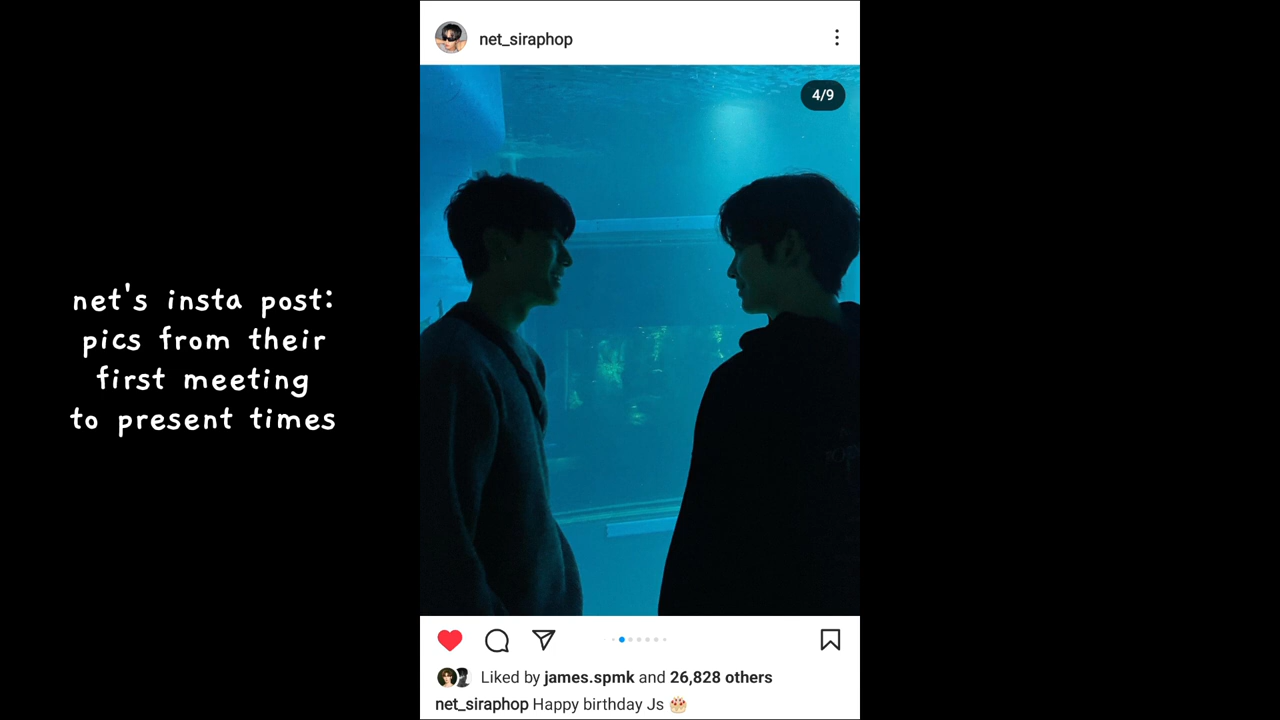 net's insta post:
pics from their
first meeting
to present times
net_siraphop
4/9
Liked by james.spmk and 26,828 others
net_siraphop Happy birthday Js 🎂